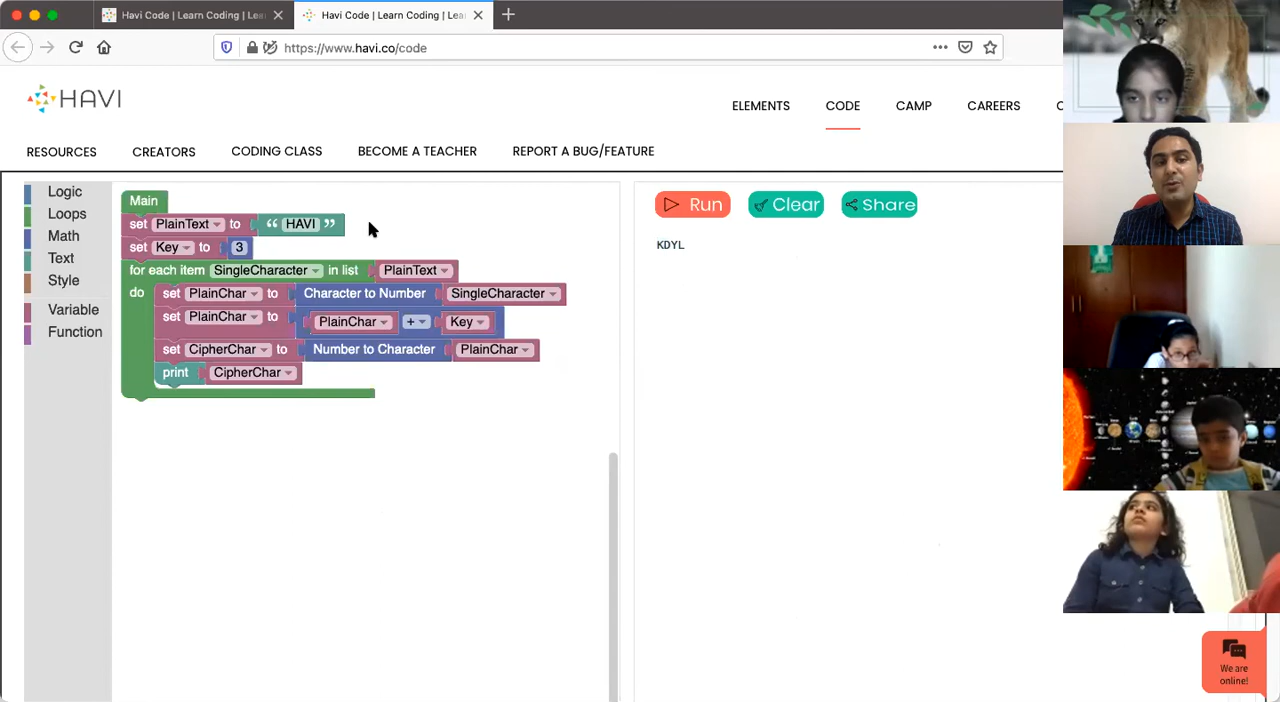 Havi Code | Learn Coding | Lea
Havi Code | Learn Coding | Lea
https://www.havi.co/code
HAVI
ELEMENTS CODE CAMP CAREERS C
RESOURCES CREATORS CODING CLASS BECOME A TEACHER REPORT A BUG/FEATURE
Logic
Loops
Math
Text
Style
Variable
Function
Main
set PlainText to “ HAVI ”
set Key to 3
for each item SingleCharacter in list PlainText
do set PlainChar to Character to Number SingleCharacter
set PlainChar to PlainChar + Key
set CipherChar to Number to Character PlainChar
print CipherChar
Run Clear Share
KDYL
We are
online!